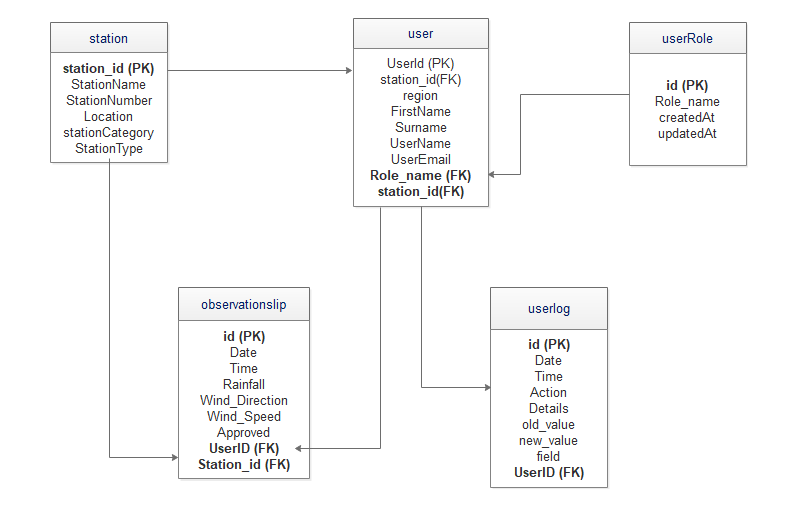 station
station_id (PK)
StationName
StationNumber
Location
stationCategory
StationType
user
UserId (PK)
station_id(FK)
region
FirstName
Surname
UserName
UserEmail
Role_name (FK)
station_id(FK)
userRole
id (PK)
Role_name
createdAt
updatedAt
observationslip
id (PK)
Date
Time
Rainfall
Wind_Direction
Wind_Speed
Approved
UserID (FK)
Station_id (FK)
userlog
id (PK)
Date
Time
Action
Details
old_value
new_value
field
UserID (FK)